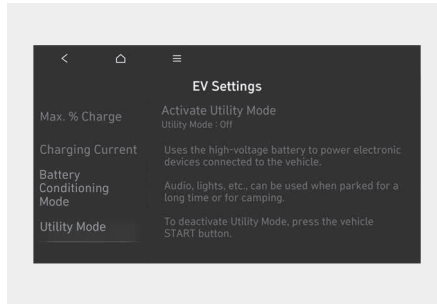 EV Settings
Max. % Charge
Charging Current
Battery
Conditioning
Mode
Utility Mode
Activate Utility Mode
Utility Mode : Off
Uses the high-voltage battery to power electronic
devices connected to the vehicle.
Audio, lights, etc., can be used when parked for a
long time or for camping.
To deactivate Utility Mode, press the vehicle
START button.